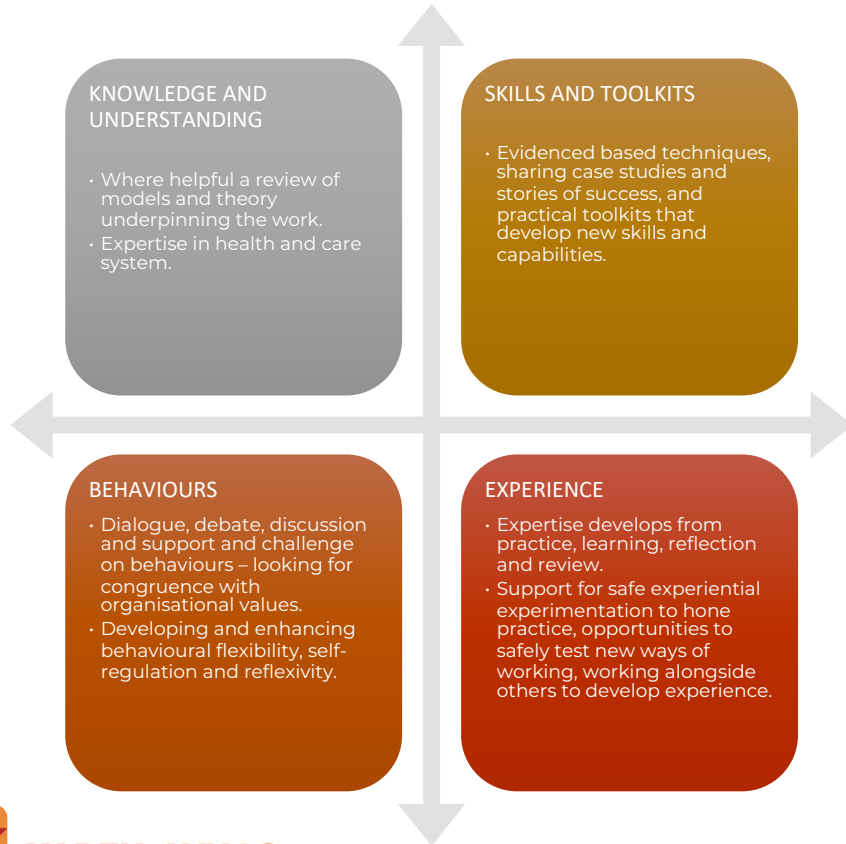 KNOWLEDGE AND
UNDERSTANDING
• Where helpful a review of
models and theory
underpinning the work.
• Expertise in health and care
system.
SKILLS AND TOOLKITS
• Evidenced based techniques,
sharing case studies and
stories of success, and
practical toolkits that
develop new skills and
capabilities.
BEHAVIOURS
• Dialogue, debate, discussion
and support and challenge
on behaviours – looking for
congruence with
organisational values.
• Developing and enhancing
behavioural flexibility, self-
regulation and reflexivity.
EXPERIENCE
• Expertise develops from
practice, learning, reflection
and review.
• Support for safe experiential
experimentation to hone
practice, opportunities to
safely test new ways of
working, working alongside
others to develop experience.